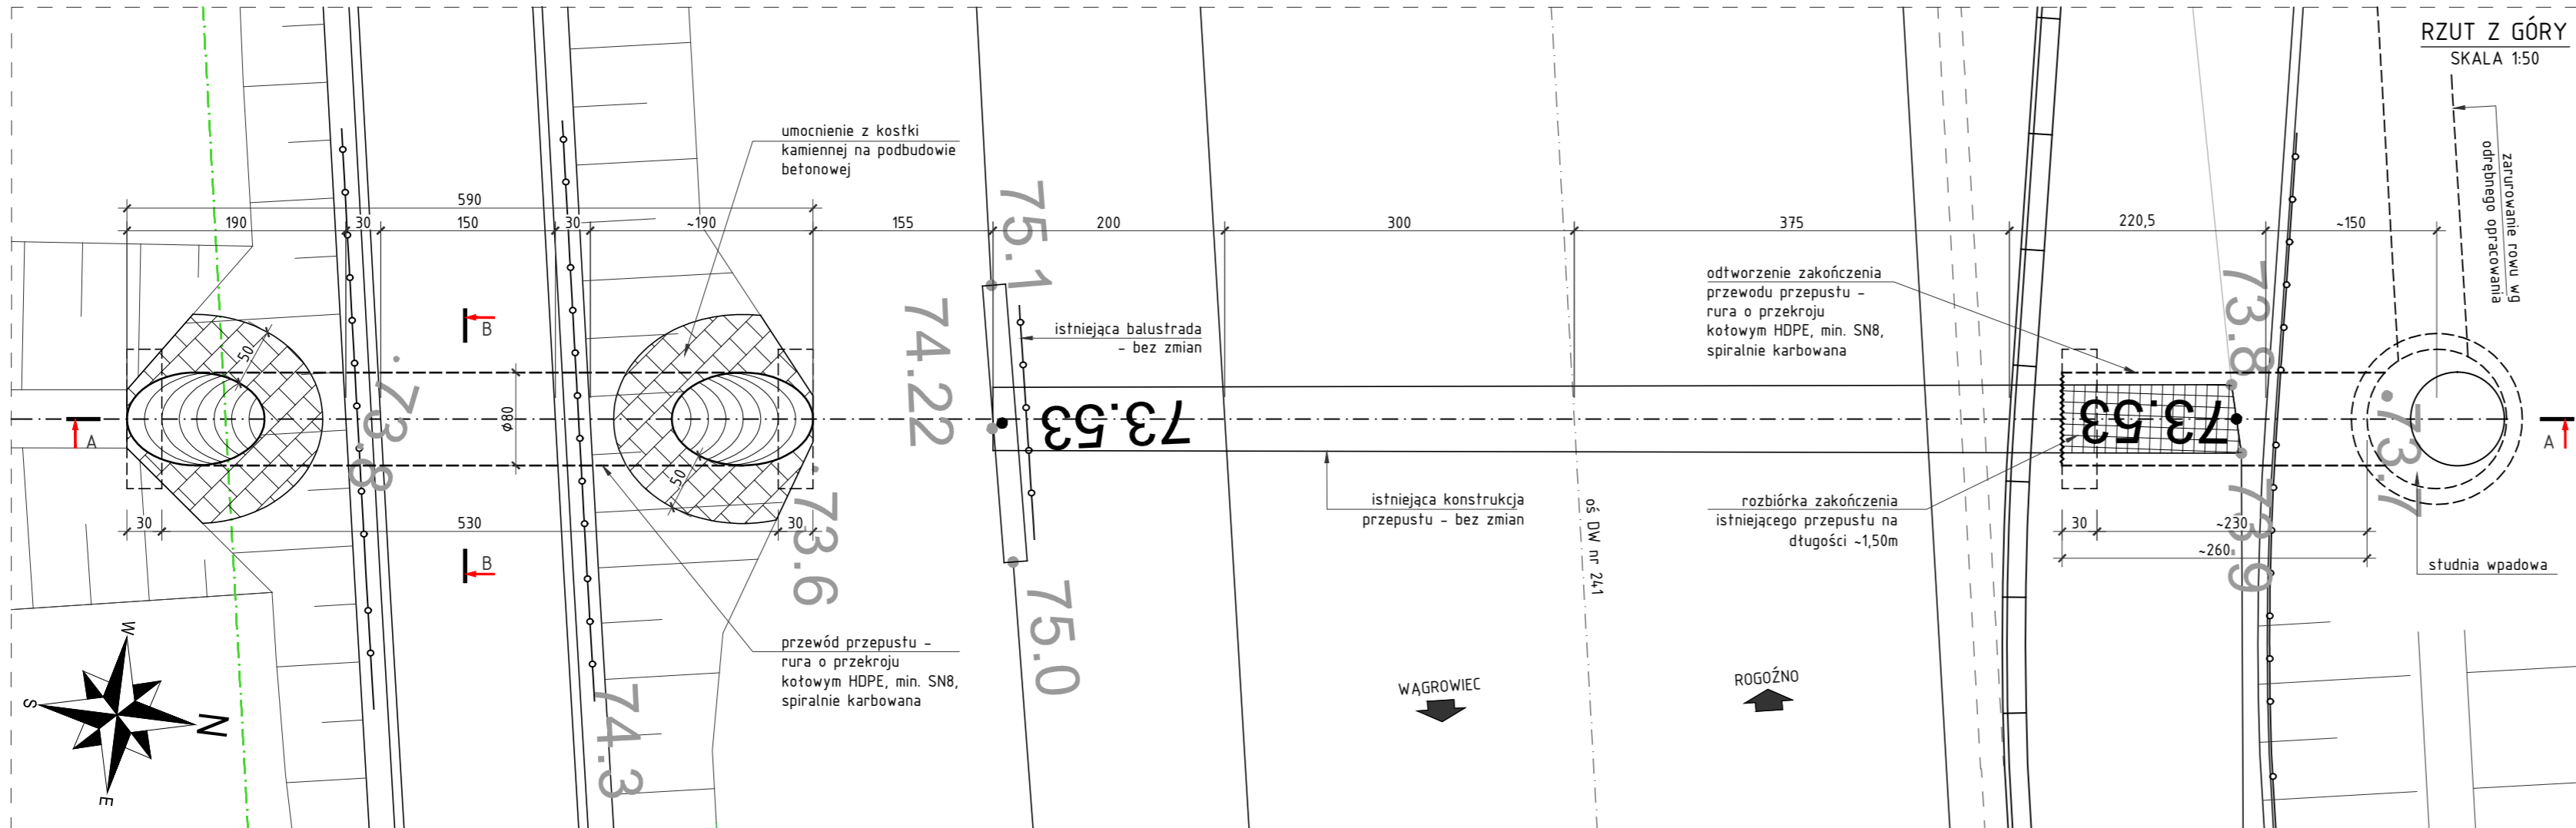 RZUT Z GÓRY
SKALA 1:50
umocnienie z kostki
kamiennej na podbudowie
betonowej
590
190
30
150
30
~190
155
200
300
375
220,5
~150
zarurowanie rowu wg
odrębnego opracowania
75.1
74.22
istniejąca balustrada
- bez zmian
odtworzenie zakończenia
przewodu przepustu -
rura o przekroju
kołowym HDPE, min. SN8,
spiralnie karbowana
73.8
B
50
.73.8
Ø80
73.53
73.53
.73.7
A
A
50
.73.6
istniejąca konstrukcja
przepustu - bez zmian
oś DW nr 241
rozbiórka zakończenia
istniejącego przepustu na
długości ~1,50m
73.9
30
530
30
30
~230
~260
studnia wpadowa
B
75.0
przewód przepustu -
rura o przekroju
kołowym HDPE, min. SN8,
spiralnie karbowana
74.3
WĄGROWIEC
ROGOŹNO
W
S
N
E